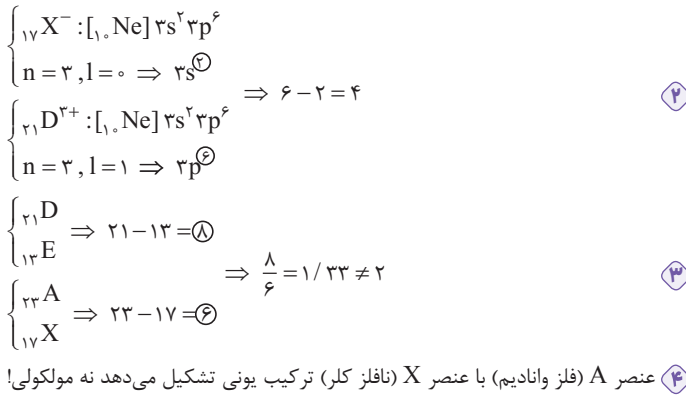 ₁₇X⁻ : [₁₀Ne] ۳s² ۳p⁶
n = ۳ , l = ۰ ⇒ ۳s²
⇒ ۶ − ۲ = ۴
۲
₂₁D³⁺ : [₁₀Ne] ۳s² ۳p⁶
n = ۳ , l = ۱ ⇒ ۳p⁶
₂₁D
₁₃E
⇒ ۲۱ − ۱۳ = ۸
⇒ ۸/۶ = ۱/۳۳ ≠ ۲
۳
₂₃A
₁₇X
⇒ ۲۳ − ۱۷ = ۶
۴ عنصر A (فلز وانادیم) با عنصر X (نافلز کلر) ترکیب یونی تشکیل می‌دهد نه مولکولی!